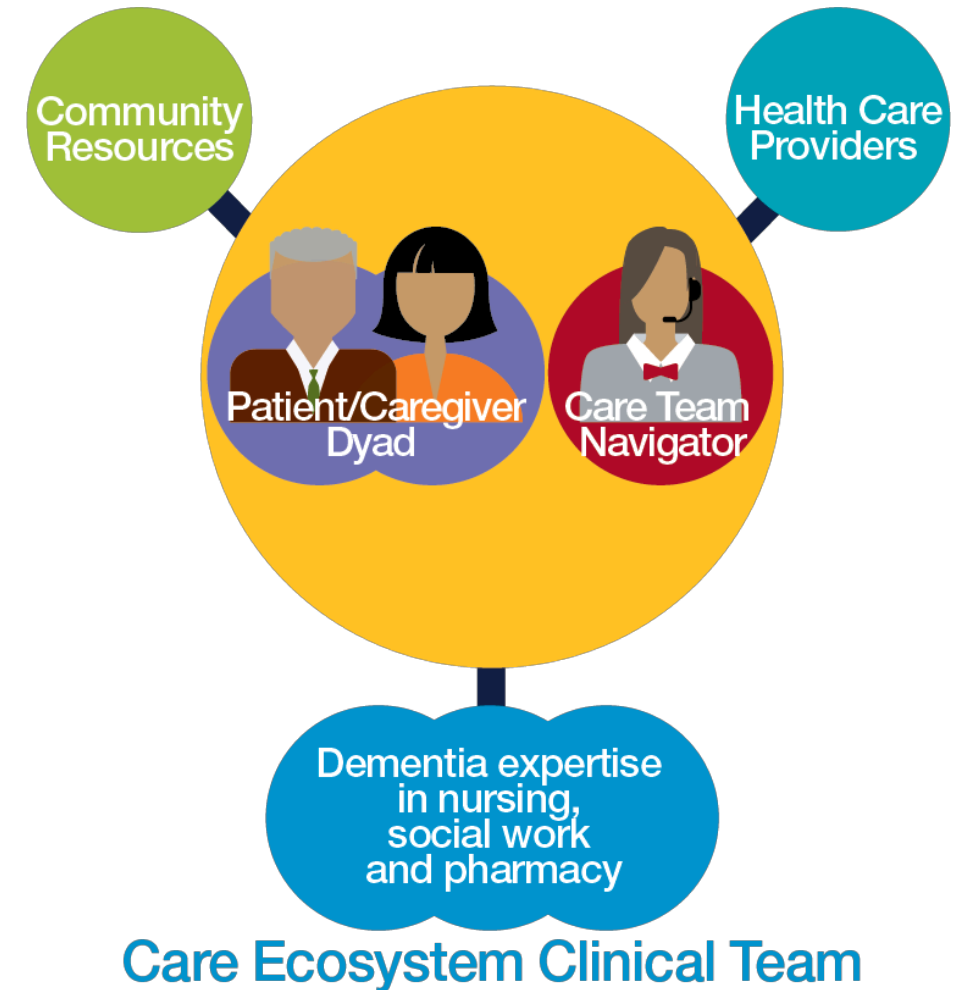 Community
Resources
Health Care
Providers
Patient/Caregiver
Dyad
Care Team
Navigator
Dementia expertise
in nursing,
social work
and pharmacy
Care Ecosystem Clinical Team